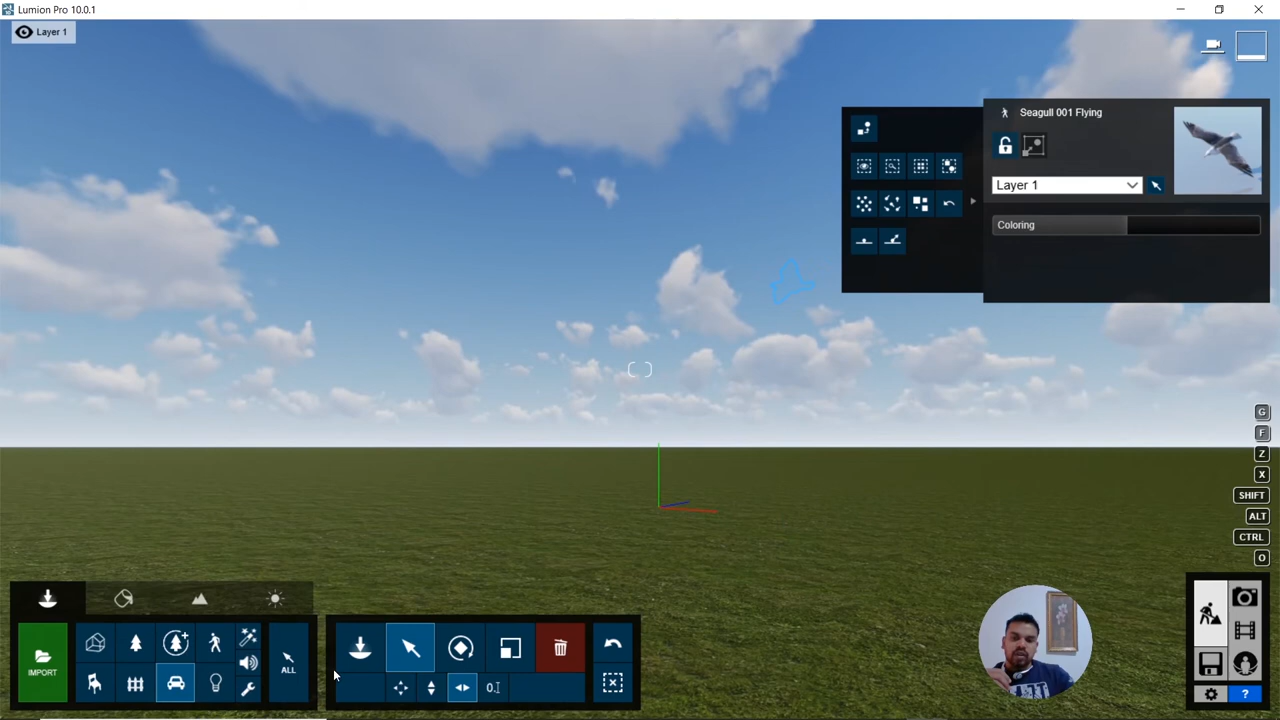 Lumion Pro 10.0.1
Layer 1
Seagull 001 Flying
Layer 1
Coloring
G
F
Z
X
SHIFT
ALT
CTRL
O
IMPORT
ALL
?